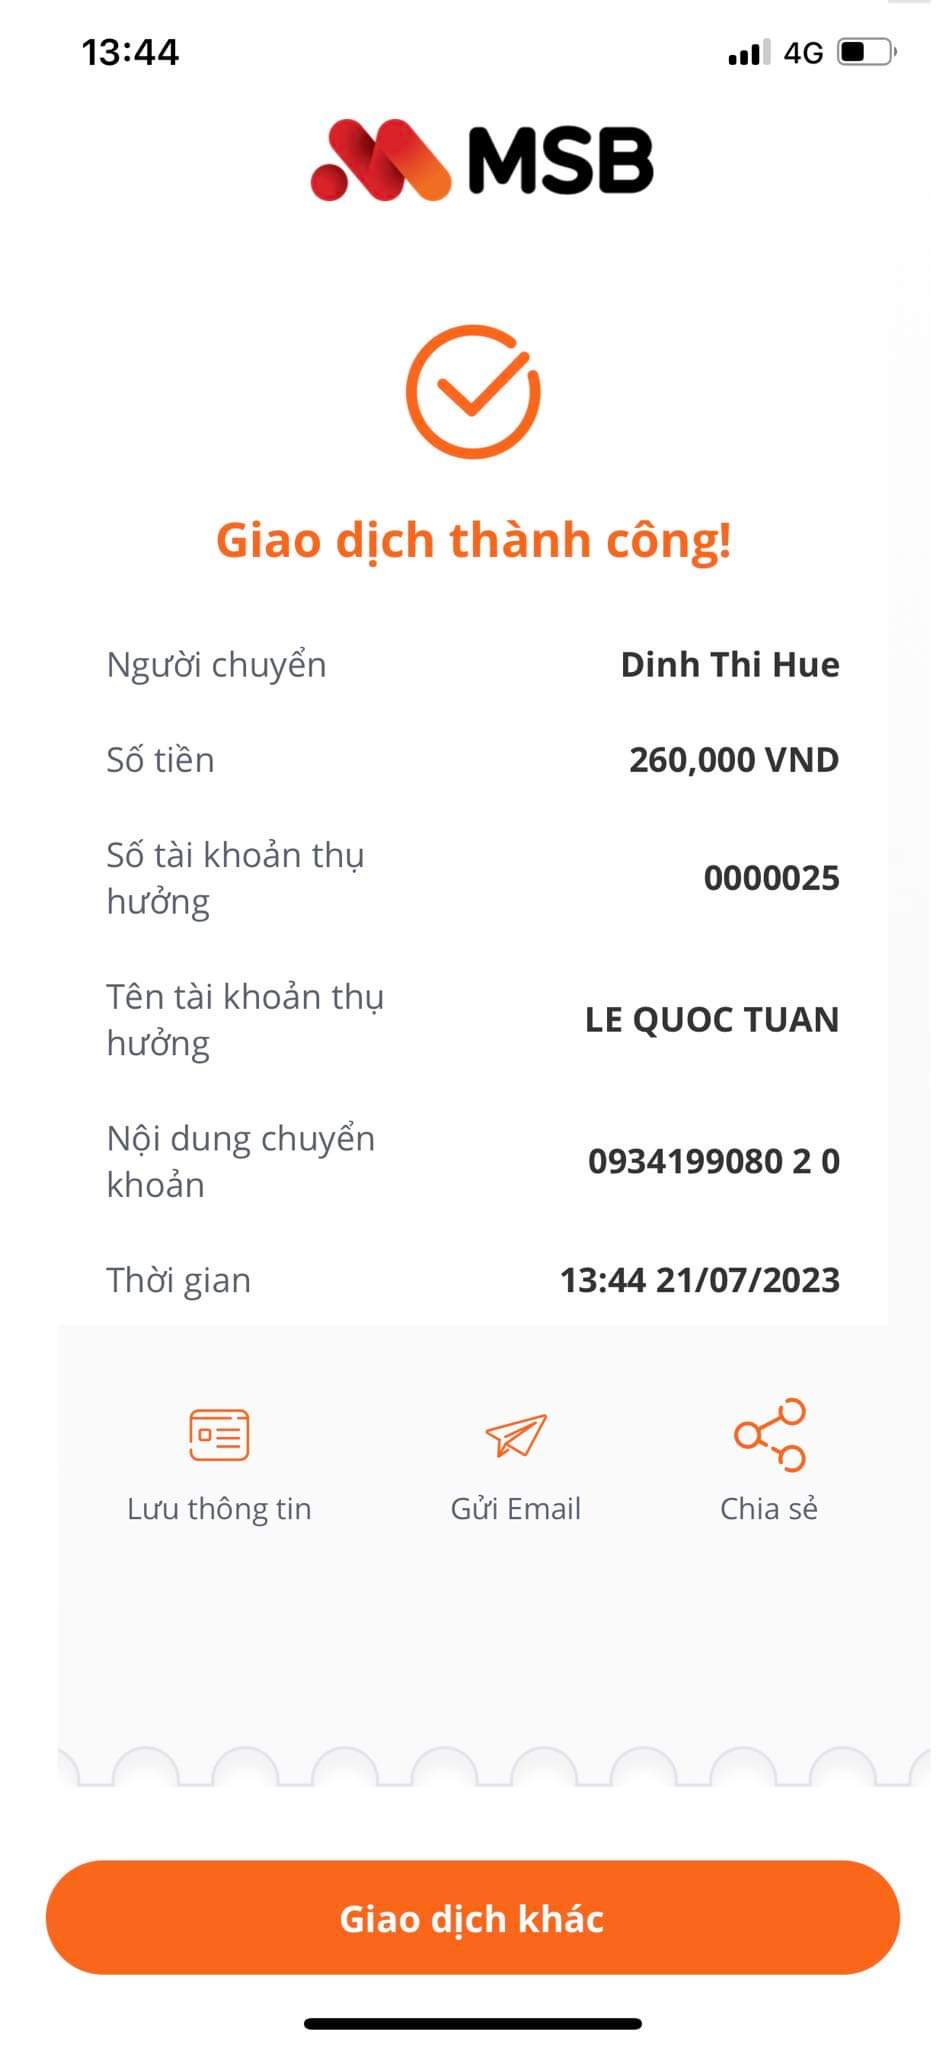 13:44
4G
MSB
Giao dịch thành công!
Người chuyển
Dinh Thi Hue
Số tiền
260,000 VND
Số tài khoản thụ
hưởng
0000025
Tên tài khoản thụ
hưởng
LE QUOC TUAN
Nội dung chuyển
khoản
0934199080 2 0
Thời gian
13:44 21/07/2023
Lưu thông tin
Gửi Email
Chia sẻ
Giao dịch khác